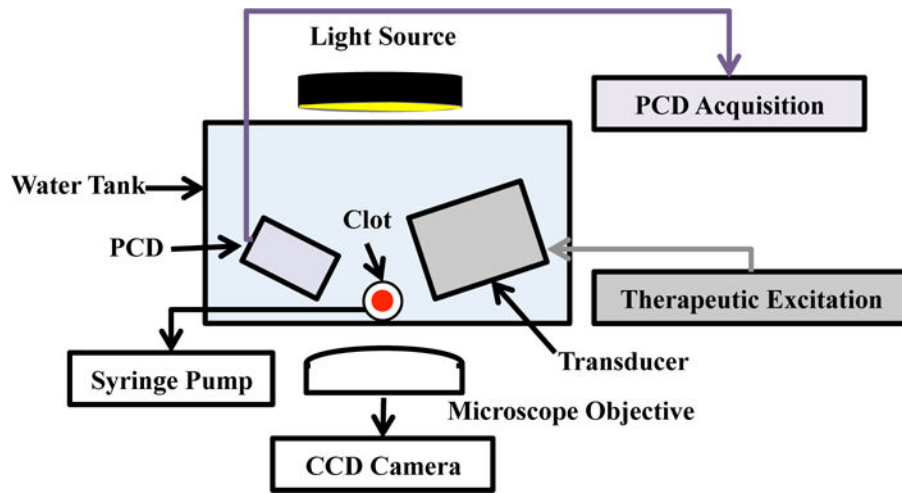 Light Source
PCD Acquisition
Water Tank
Clot
PCD
Therapeutic Excitation
Transducer
Syringe Pump
Microscope Objective
CCD Camera